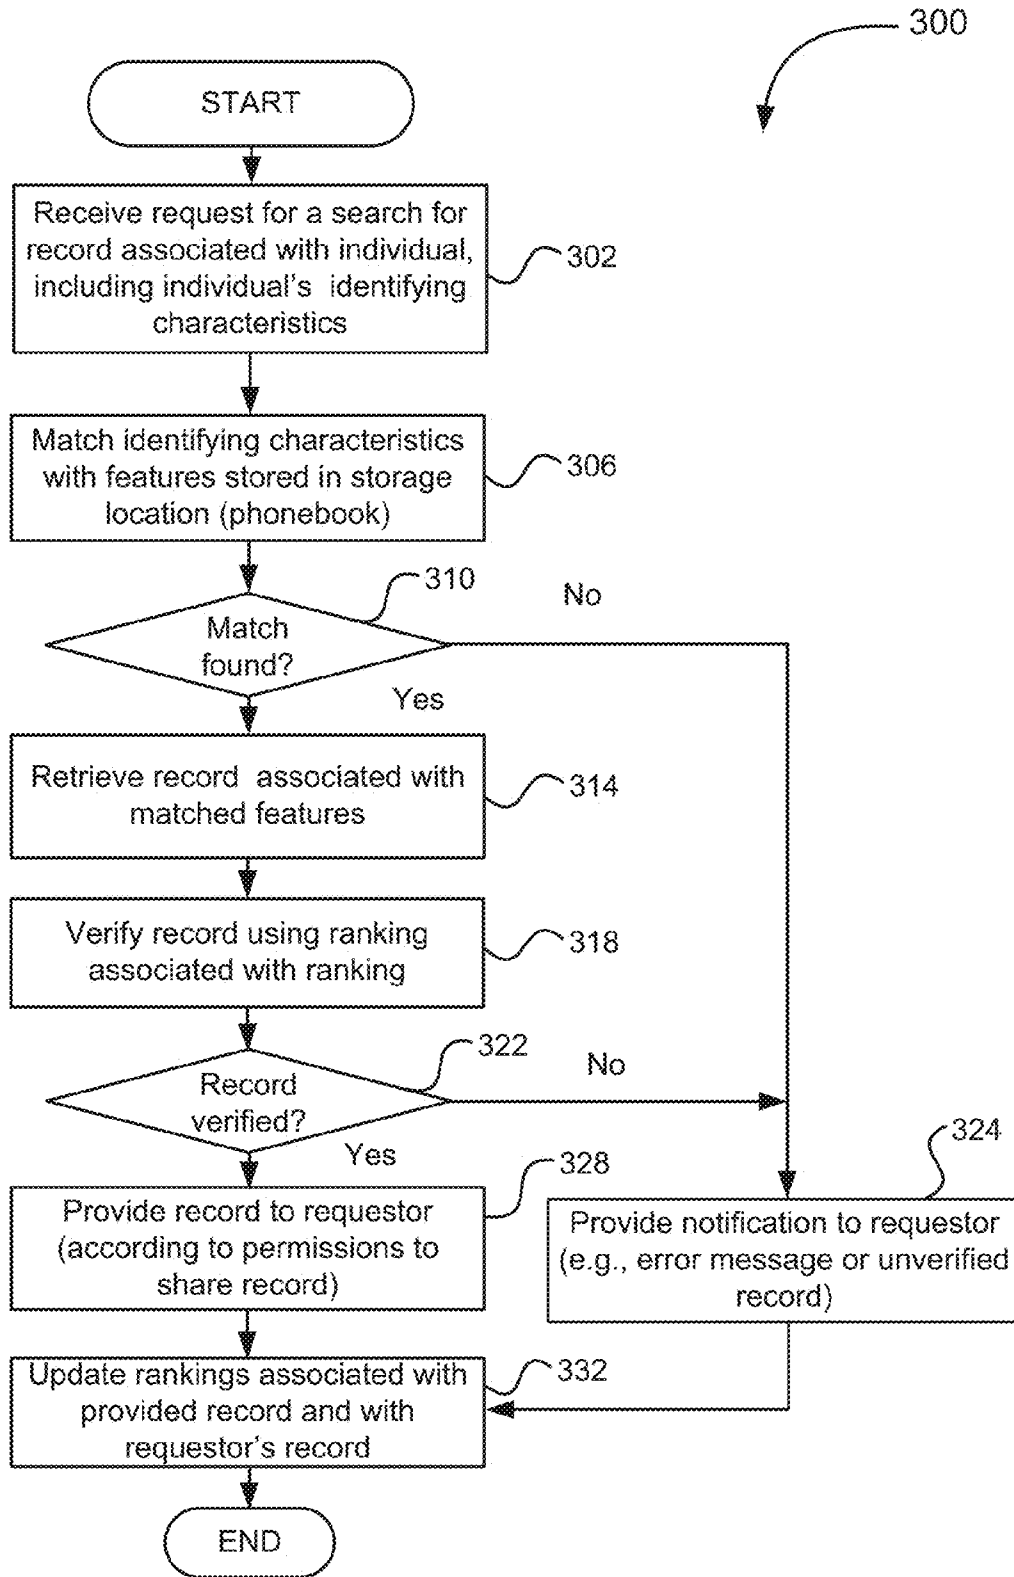 300
START
Receive request for a search for
record associated with individual,
including individual's identifying
characteristics
302
Match identifying characteristics
with features stored in storage
location (phonebook)
306
310
Match
found?
No
Yes
Retrieve record associated with
matched features
314
Verify record using ranking
associated with ranking
318
322
Record
verified?
No
Yes
328
324
Provide record to requestor
(according to permissions to
share record)
Provide notification to requestor
(e.g., error message or unverified
record)
Update rankings associated with
provided record and with
requestor's record
332
END